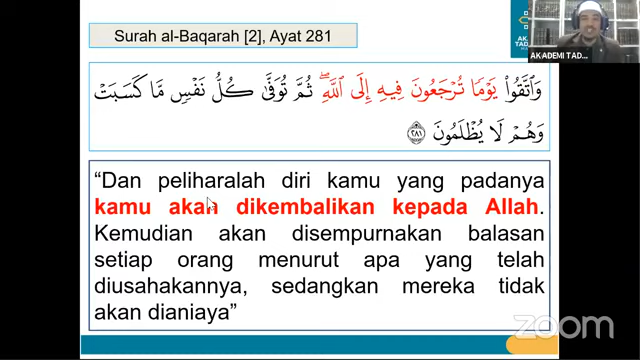 Surah al-Baqarah [2], Ayat 281
AKADEMI TAD...
وَٱتَّقُوا۟ يَوْمًا تُرْجَعُونَ فِيهِ إِلَى ٱللَّهِ ۖ ثُمَّ تُوَفَّىٰ كُلُّ نَفْسٍ مَّا كَسَبَتْ
وَهُمْ لَا يُظْلَمُونَ ٢٨١
“Dan peliharalah diri kamu yang padanya
kamu akan dikembalikan kepada Allah.
Kemudian akan disempurnakan balasan
setiap orang menurut apa yang telah
diusahakannya, sedangkan mereka tidak
akan dianiaya”
zoom